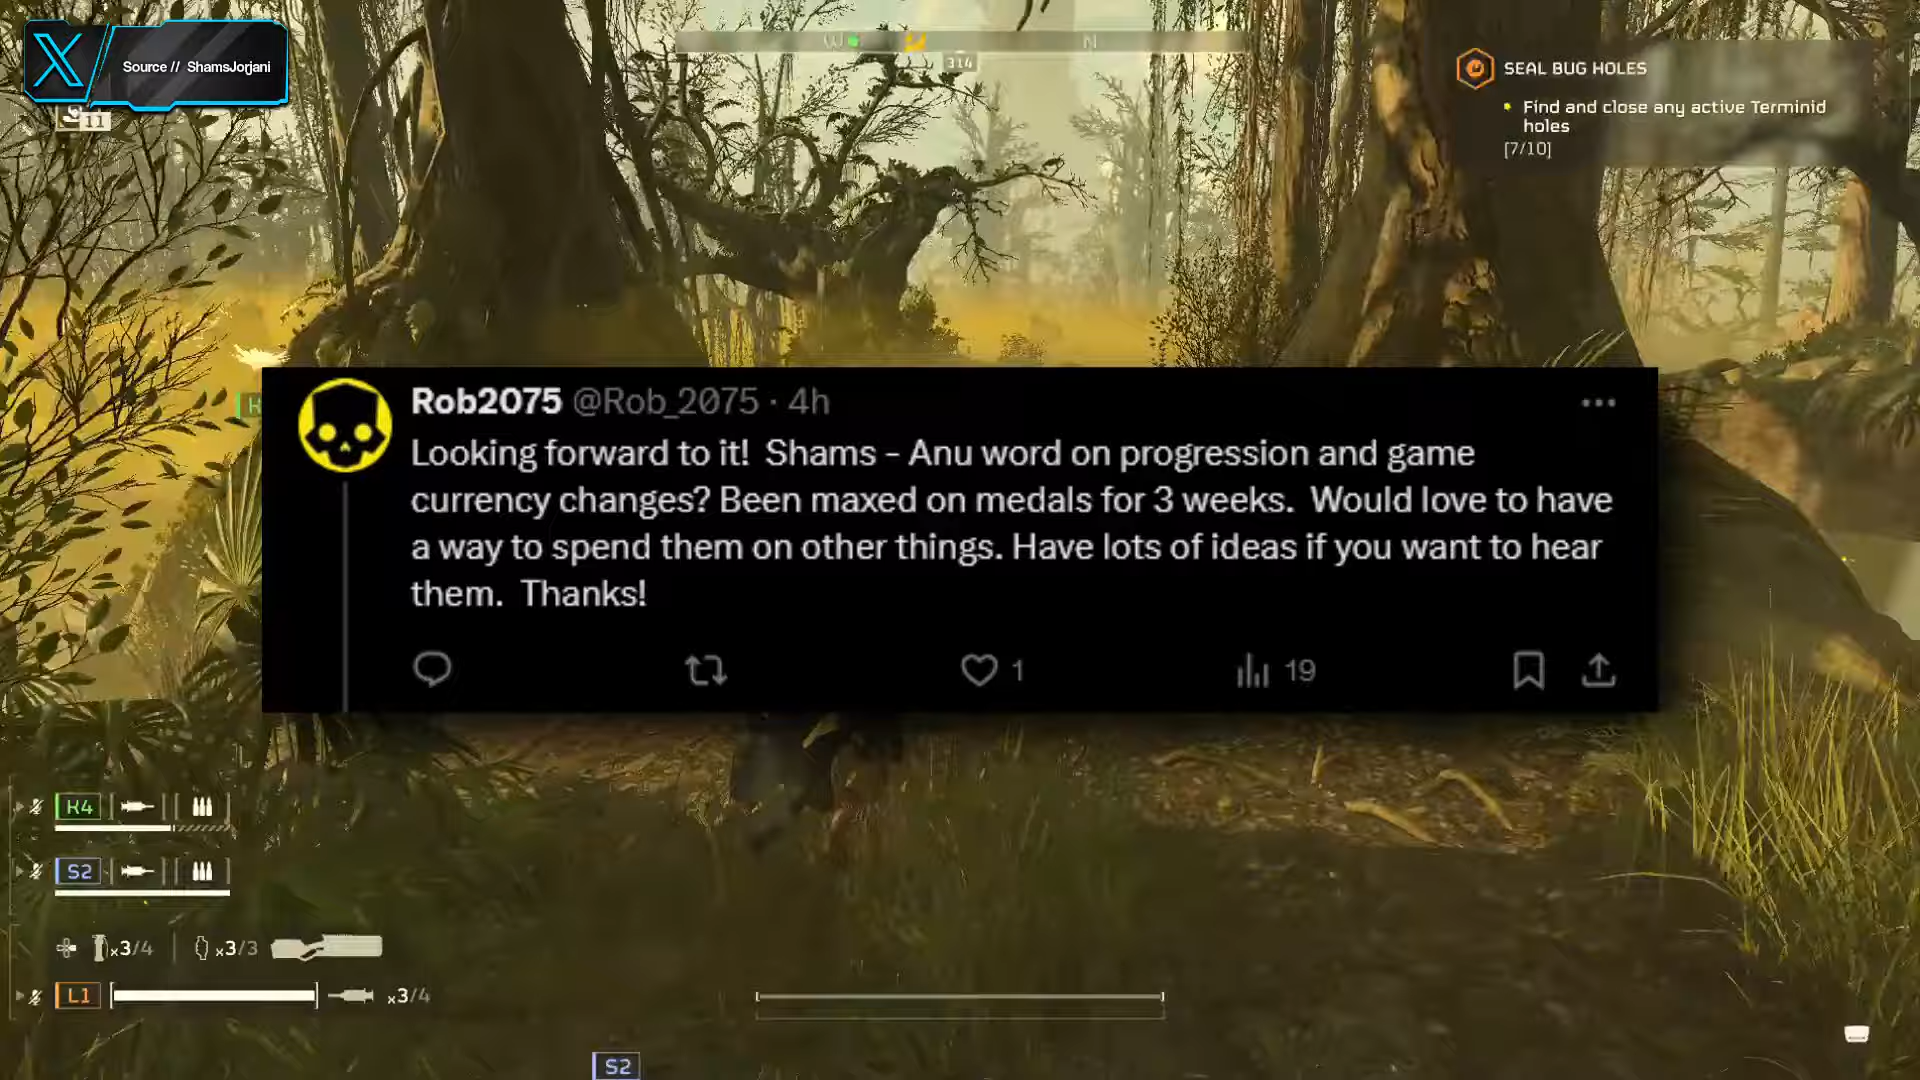 Source // ShamsJorjani
11
W
N
314
SEAL BUG HOLES
Find and close any active Terminid
holes
[7/10]
Rob2075 @Rob_2075 · 4h
Looking forward to it!  Shams - Anu word on progression and game
currency changes? Been maxed on medals for 3 weeks.  Would love to have
a way to spend them on other things. Have lots of ideas if you want to hear
them.  Thanks!
1
19
K4
S2
x3/4
x3/3
L1
x3/4
S2